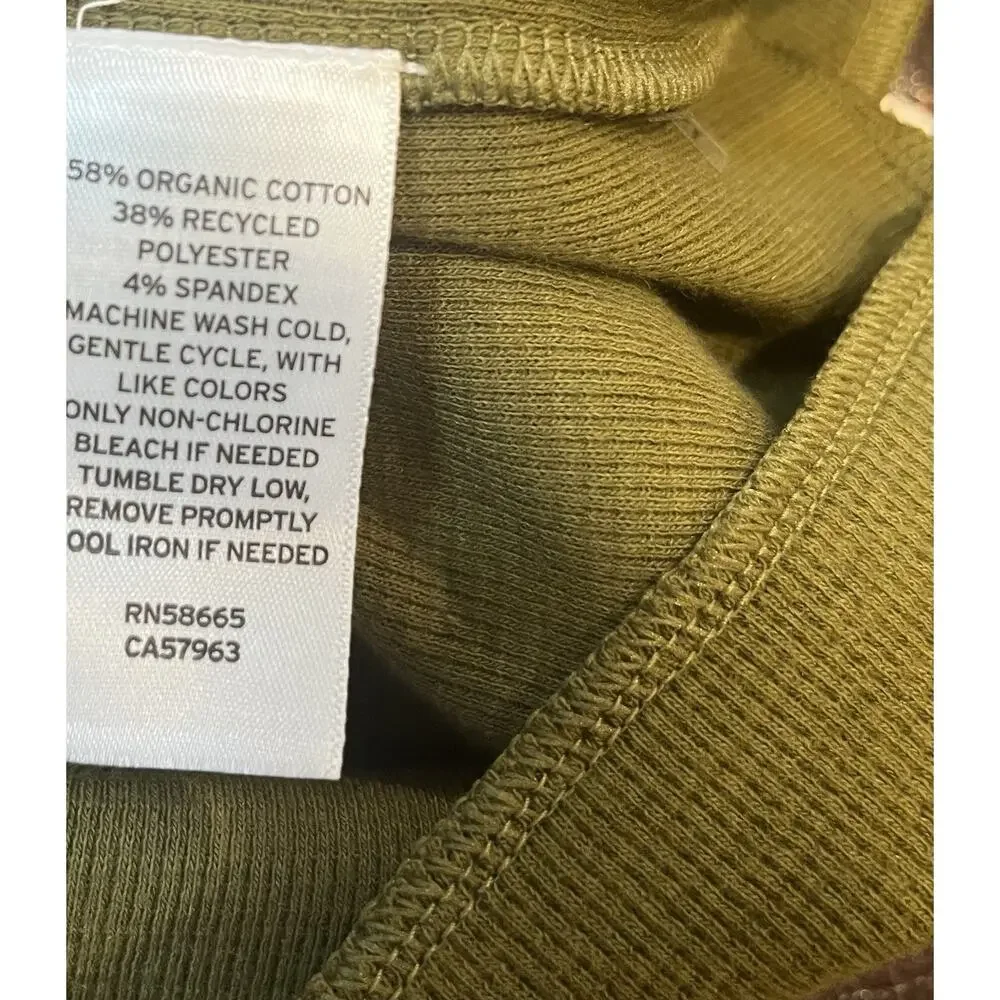 58% ORGANIC COTTON
38% RECYCLED
POLYESTER
4% SPANDEX
MACHINE WASH COLD,
GENTLE CYCLE, WITH
LIKE COLORS
ONLY NON-CHLORINE
BLEACH IF NEEDED
TUMBLE DRY LOW,
REMOVE PROMPTLY
OOL IRON IF NEEDED
RN58665
CA57963